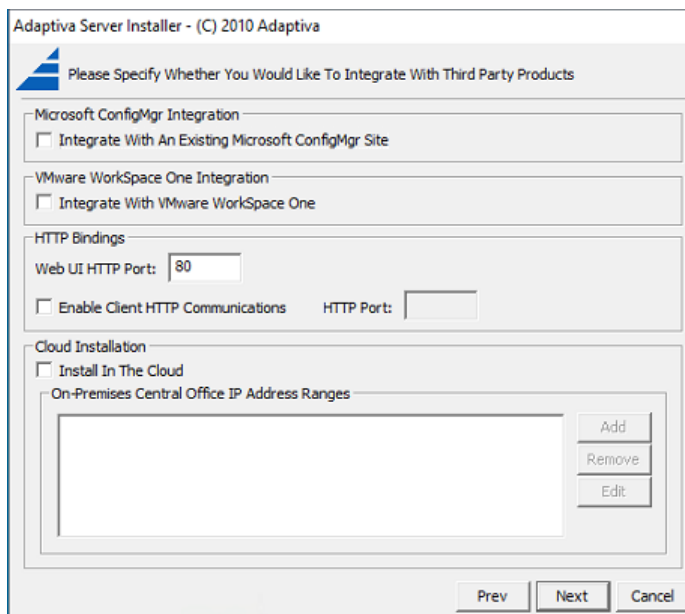 Adaptiva Server Installer - (C) 2010 Adaptiva
Please Specify Whether You Would Like To Integrate With Third Party Products
Microsoft ConfigMgr Integration
Integrate With An Existing Microsoft ConfigMgr Site
VMware WorkSpace One Integration
Integrate With VMware WorkSpace One
HTTP Bindings
Web UI HTTP Port: 80
Enable Client HTTP Communications HTTP Port:
Cloud Installation
Install In The Cloud
On-Premises Central Office IP Address Ranges
Add
Remove
Edit
Prev Next Cancel